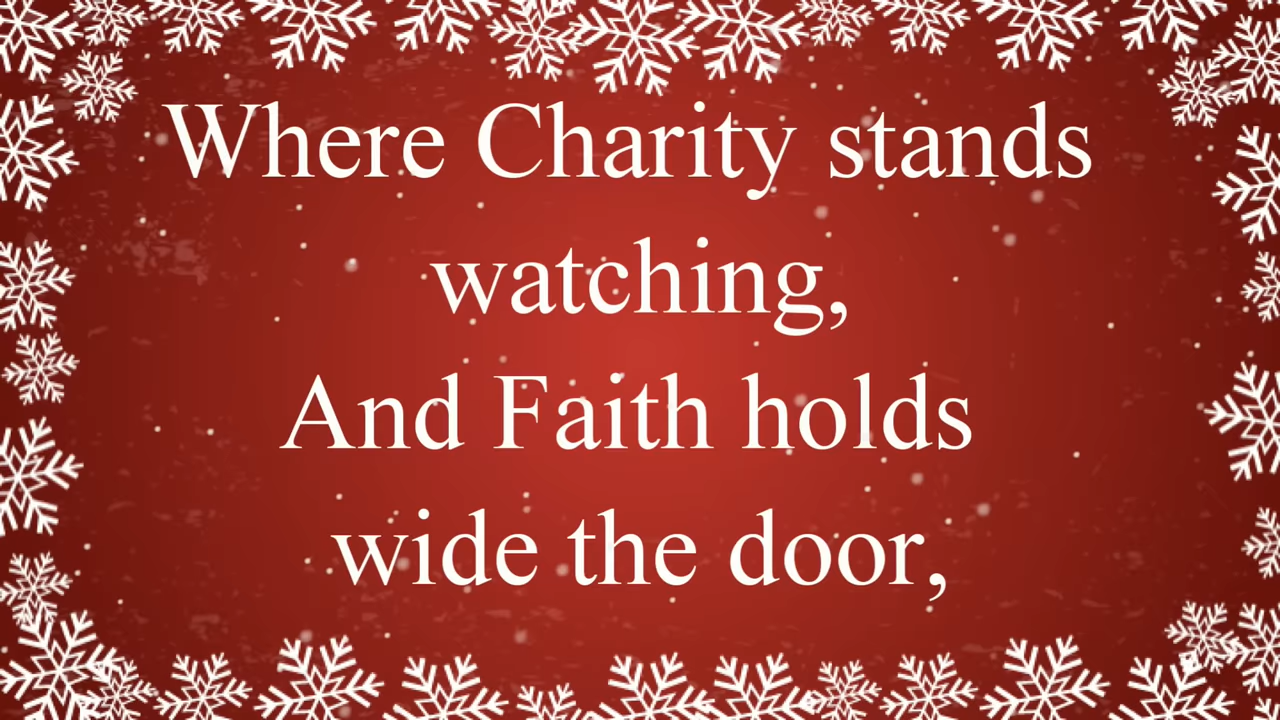 Where Charity stands
watching,
And Faith holds
wide the door,